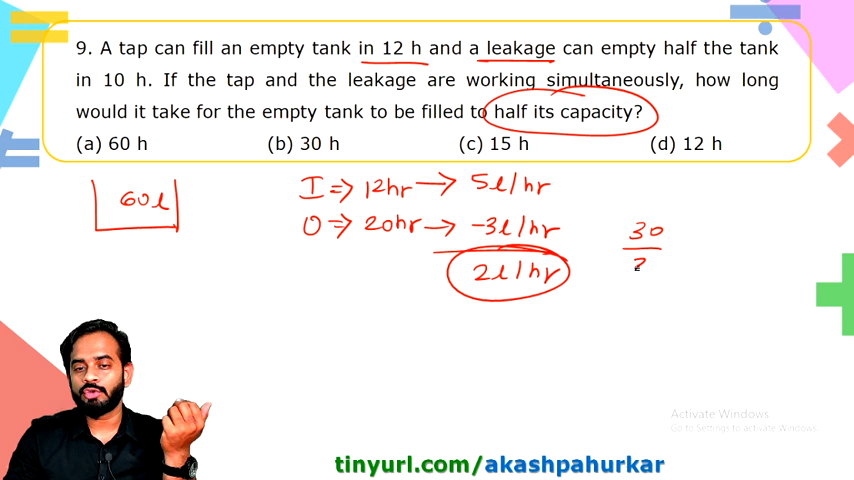 9. A tap can fill an empty tank in 12 h and a leakage can empty half the tank
in 10 h. If the tap and the leakage are working simultaneously, how long
would it take for the empty tank to be filled to half its capacity?
(a) 60 h (b) 30 h (c) 15 h (d) 12 h
60l
I => 12hr → 5l/hr
O => 20hr → -3l/hr
2l/hr
30
2
Activate Windows
Go to Settings to activate Windows.
tinyurl.com/akashpahurkar